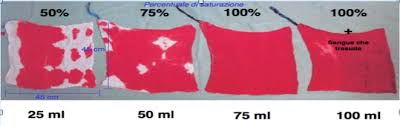 Percentuale di saturazione
50% 75% 100% 100%
+
Sangue che
trasuda
45 cm
45 cm
25 ml 50 ml 75 ml 100 ml